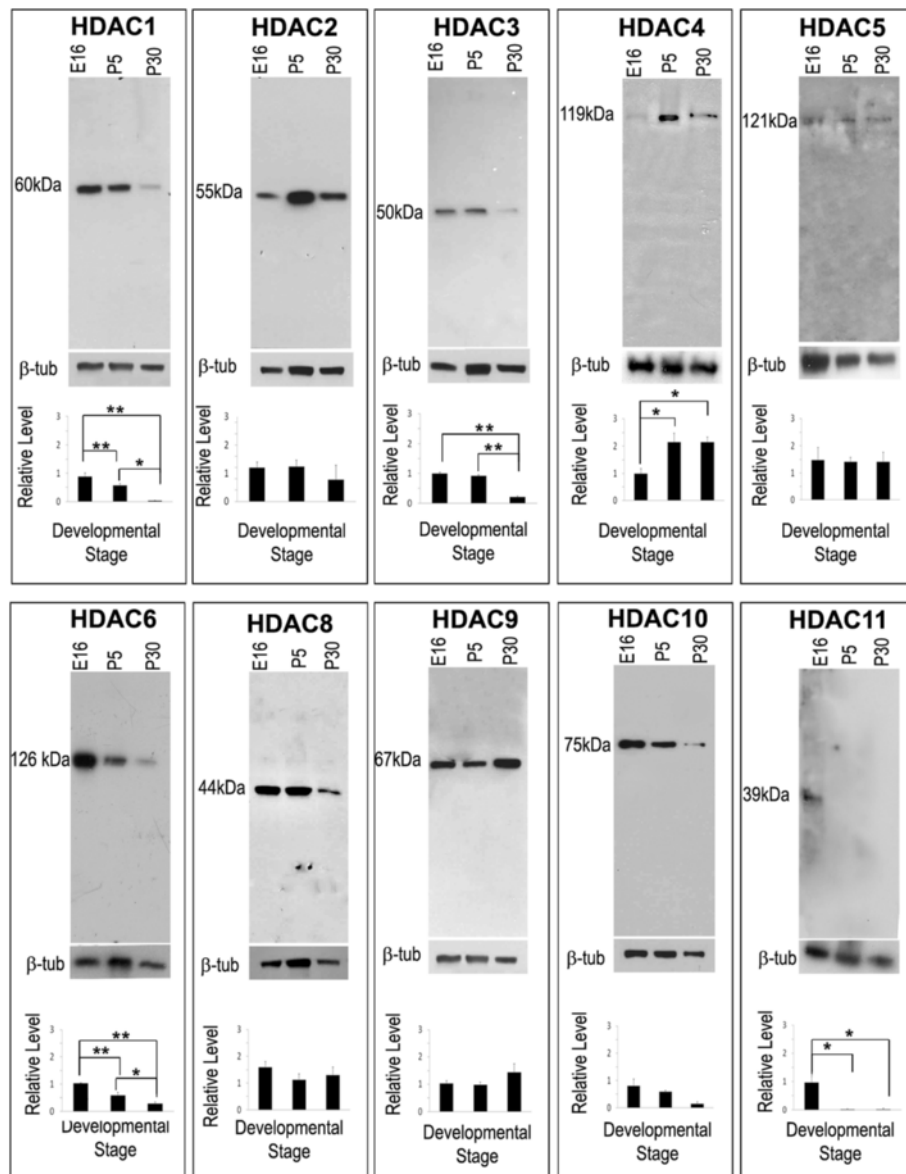 HDAC1
E16 P5 P30
60kDa
β-tub
** ** *
Relative Level
3 2 1 0
Developmental
Stage
HDAC2
E16 P5 P30
55kDa
β-tub
Relative Level
3 2 1
Developmental
Stage
HDAC3
E16 P5 P30
50kDa
β-tub
** **
Relative Level
3 2 1 0
Developmental
Stage
HDAC4
E16 P5 P30
119kDa
β-tub
* *
Relative Level
3 2 1 0
Developmental
Stage
HDAC5
E16 P5 P30
121kDa
β-tub
Relative Level
3 2 1 0
Developmental
Stage
HDAC6
E16 P5 P30
126 kDa
β-tub
** ** *
Relative Level
3 2 1 0
Developmental
Stage
HDAC8
E16 P5 P30
44kDa
β-tub
Relative Level
3 2 1 0
Developmental
Stage
HDAC9
E16 P5 P30
67kDa
β-tub
Relative Level
3 2 1 0
Developmental
Stage
HDAC10
E16 P5 P30
75kDa
β-tub
Relative Level
3 2 1 0
Developmental
Stage
HDAC11
E16 P5 P30
39kDa
β-tub
* *
Relative Level
3 2 1 0
Developmental
Stage